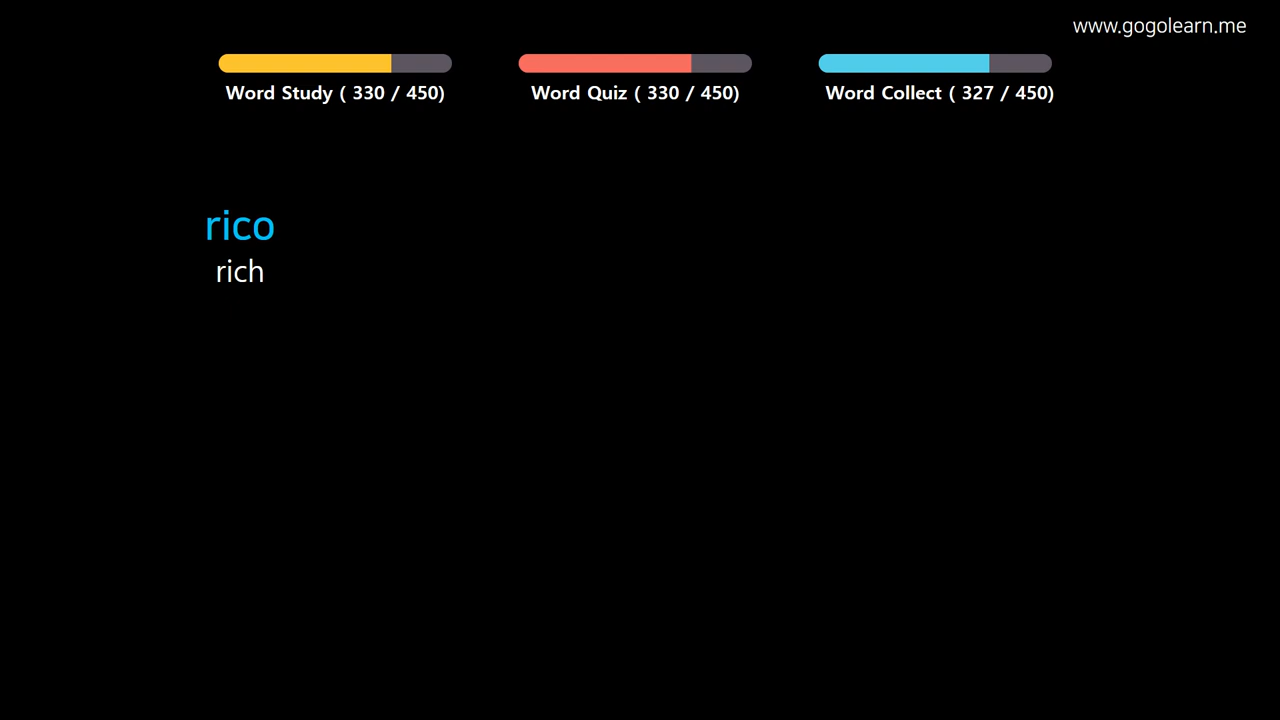 www.gogolearn.me
Word Study ( 330 / 450)
Word Quiz ( 330 / 450)
Word Collect ( 327 / 450)
rico
rich